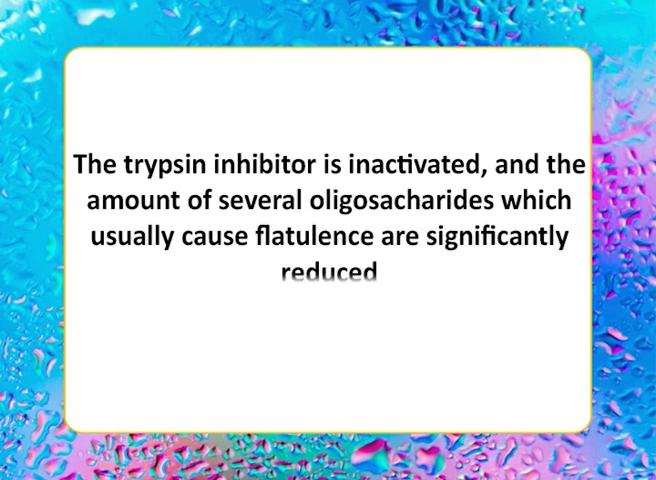 The trypsin inhibitor is inactivated, and the
amount of several oligosacharides which
usually cause flatulence are significantly
reduced